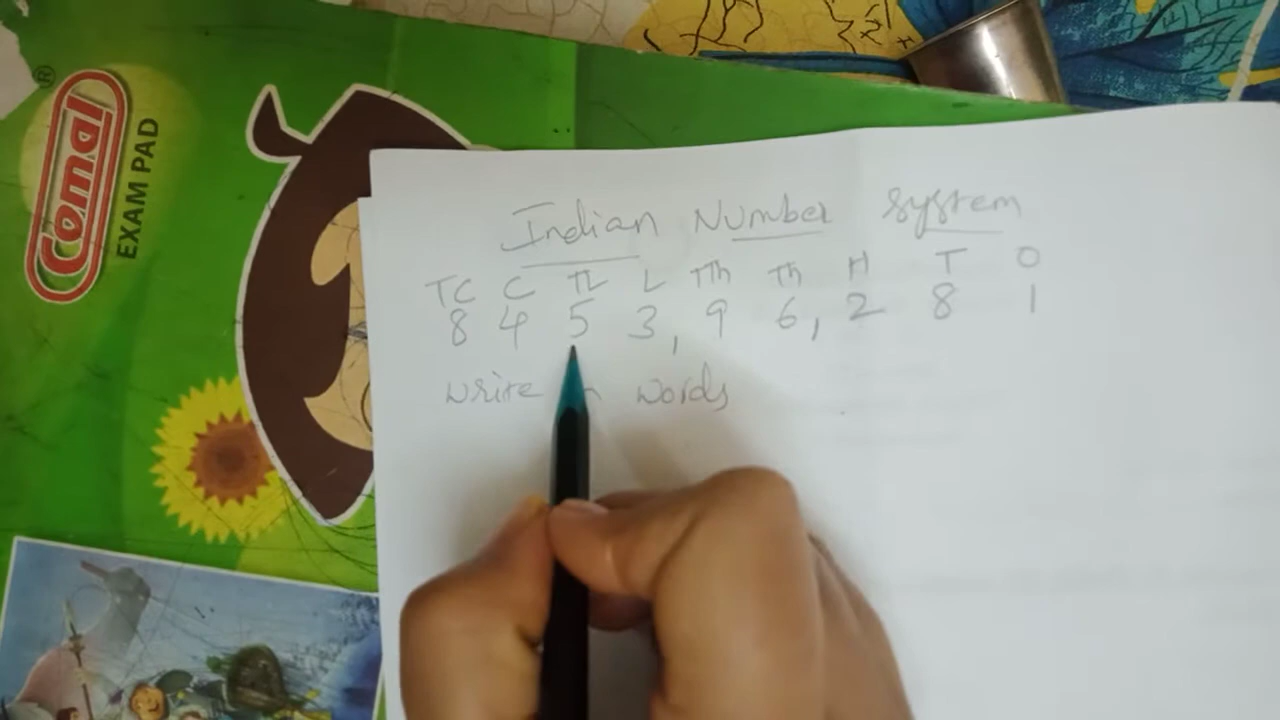 Comal®
EXAM PAD
Indian Number System
TC C TL L TTh Th H T O
8 4 5 3, 9 6, 2 8 1
write in words